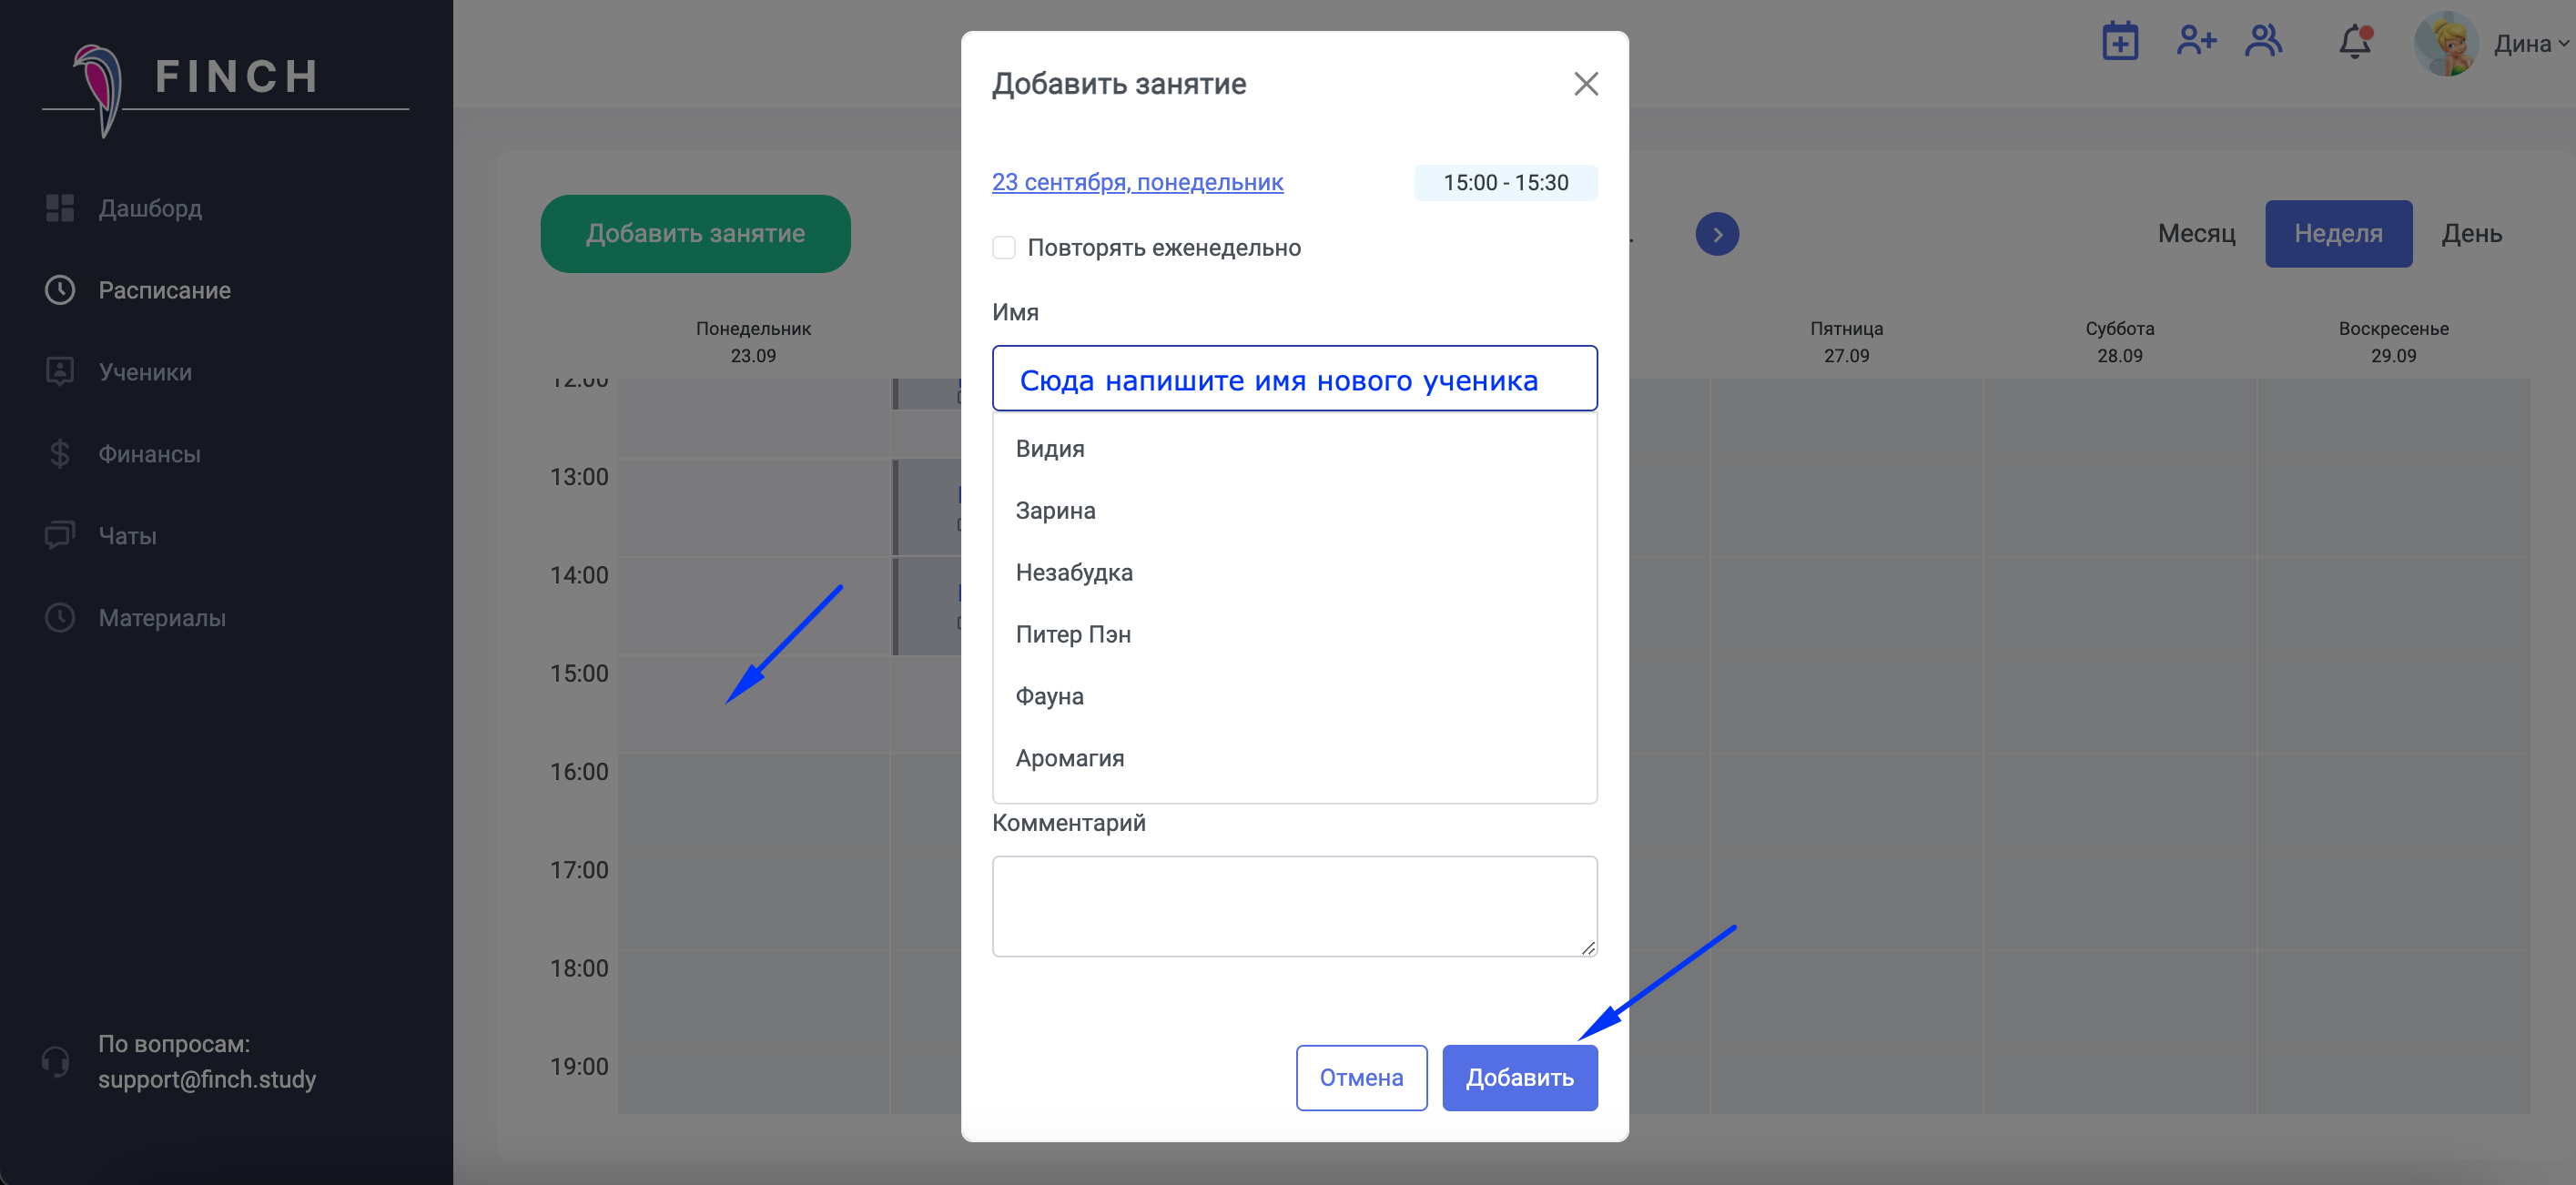 FINCH
Дашборд
Расписание
Ученики
Финансы
Чаты
Материалы
По вопросам:
support@finch.study
Дина
Добавить занятие
Месяц
Неделя
День
Понедельник
23.09
Пятница
27.09
Суббота
28.09
Воскресенье
29.09
12:00
13:00
14:00
15:00
16:00
17:00
18:00
19:00
Добавить занятие
23 сентября, понедельник
15:00 - 15:30
Повторять еженедельно
Имя
Сюда напишите имя нового ученика
Видия
Зарина
Незабудка
Питер Пэн
Фауна
Аромагия
Комментарий
Отмена
Добавить